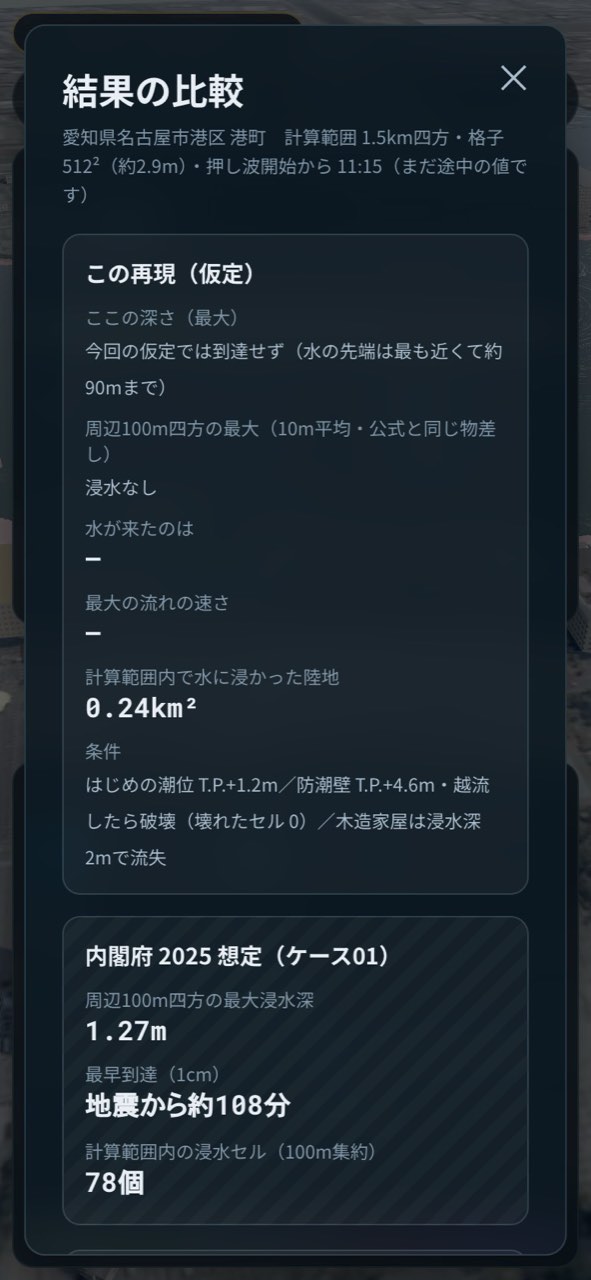 結果の比較
愛知県名古屋市港区 港町　計算範囲 1.5km四方・格子
512²（約2.9m）・押し波開始から 11:15（まだ途中の値で
す）
この再現（仮定）
ここの深さ（最大）
今回の仮定では到達せず（水の先端は最も近くて約
90mまで）
周辺100m四方の最大（10m平均・公式と同じ物差
し）
浸水なし
水が来たのは
—
最大の流れの速さ
—
計算範囲内で水に浸かった陸地
0.24km²
条件
はじめの潮位 T.P.+1.2m／防潮壁 T.P.+4.6m・越流
したら破壊（壊れたセル 0）／木造家屋は浸水深
2mで流失
内閣府 2025 想定（ケース01）
周辺100m四方の最大浸水深
1.27m
最早到達（1cm）
地震から約108分
計算範囲内の浸水セル（100m集約）
78個